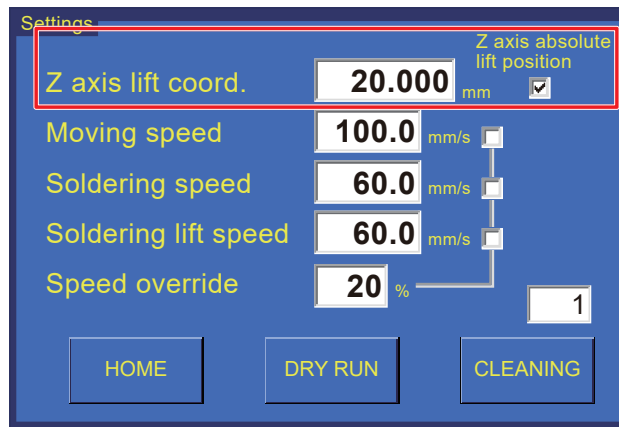 Settings
Z axis absolute
lift position
Z axis lift coord. 20.000 mm
Moving speed 100.0 mm/s
Soldering speed 60.0 mm/s
Soldering lift speed 60.0 mm/s
Speed override 20 %
1
HOME DRY RUN CLEANING